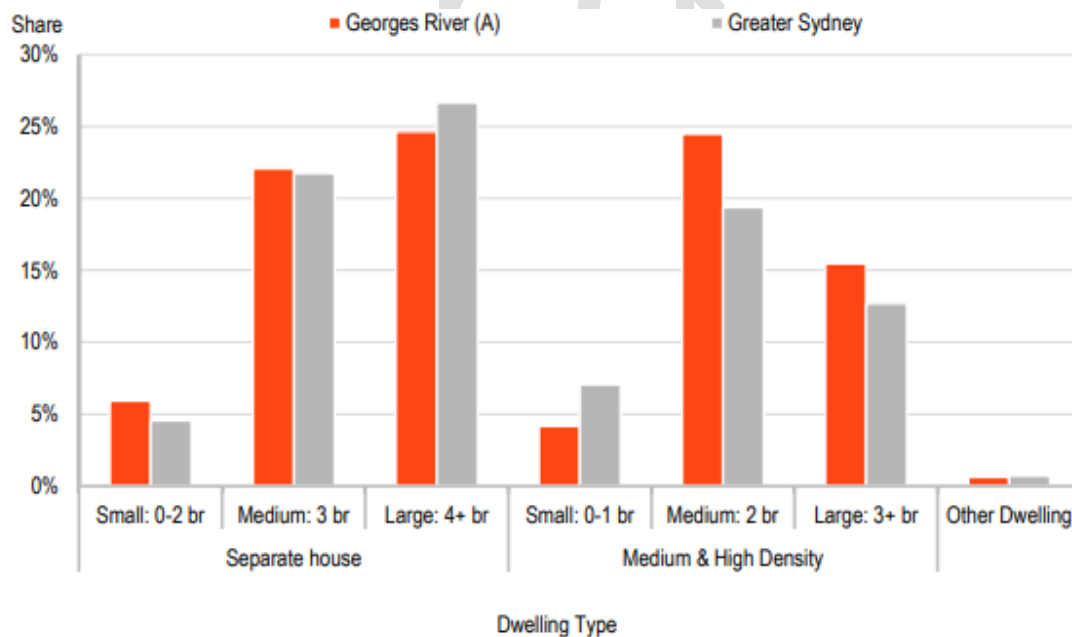 Share
Georges River (A) Greater Sydney
30%
25%
20%
15%
10%
5%
0%
Small: 0-2 br Medium: 3 br Large: 4+ br Small: 0-1 br Medium: 2 br Large: 3+ br Other Dwelling
Separate house Medium & High Density
Dwelling Type